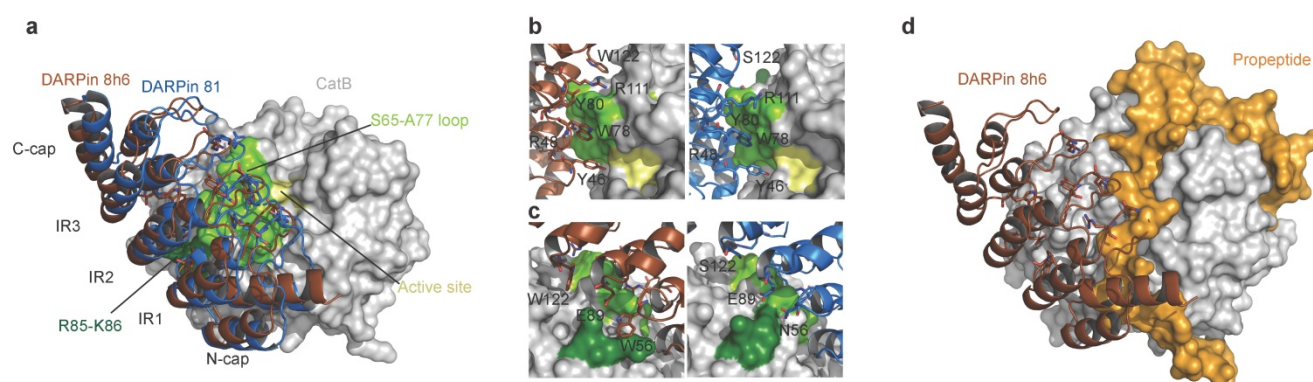 a
DARPin 8h6
DARPin 81
CatB
S65-A77 loop
C-cap
IR3
IR2
Active site
R85-K86
IR1
N-cap
b
W122
R111
Y80
W78
R48
Y46
S122
R111
Y80
W78
R48
Y46
c
W122
E89
W56
S122
E89
N56
d
Propeptide
DARPin 8h6